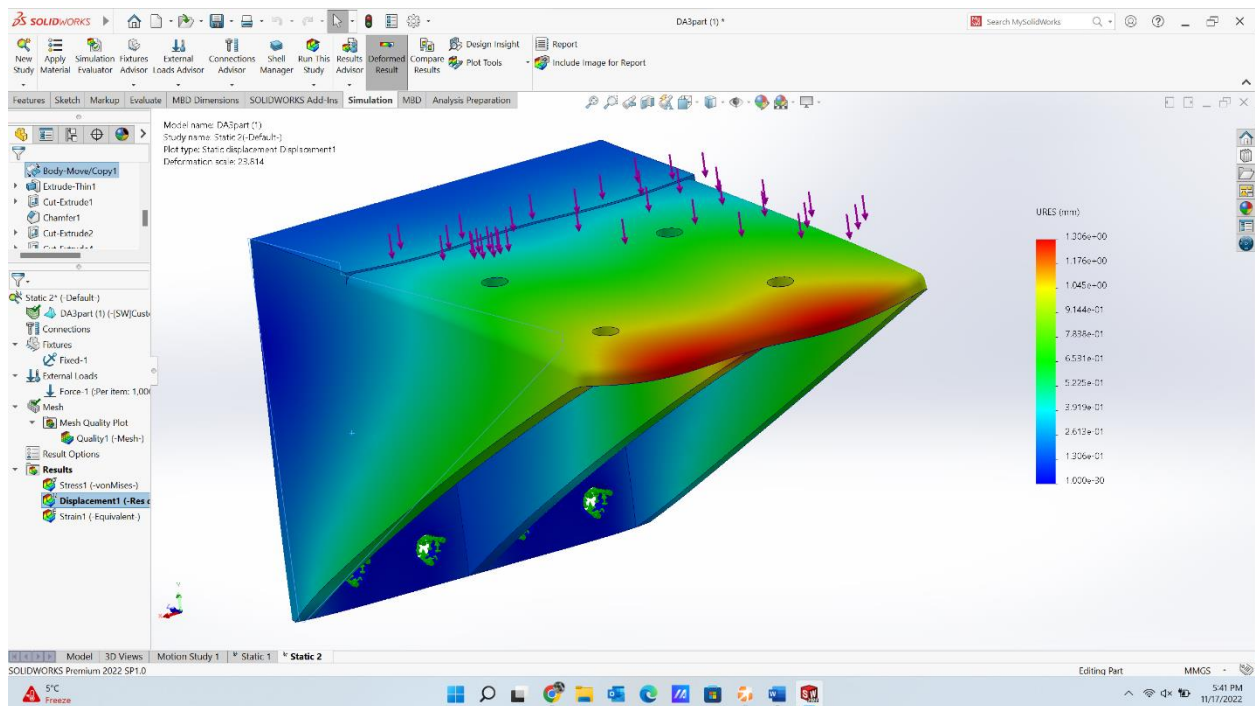 SOLIDWORKS
DA3part (1) *
Search MySolidWorks
New Study
Apply Material
Simulation Evaluator
Fixtures Advisor
External Loads Advisor
Connections Advisor
Shell Manager
Run This Study
Results Advisor
Deformed Result
Compare Results
Design Insight
Plot Tools
Report
Include Image for Report
Features Sketch Markup Evaluate MBD Dimensions SOLIDWORKS Add-Ins Simulation MBD Analysis Preparation
Model name: DA3part (1)
Study name: Static 2(-Default-)
Plot type: Static displacement Displacement1
Deformation scale: 23.614
Body-Move/Copy1
Extrude-Thin1
Cut-Extrude1
Chamfer1
Cut-Extrude2
Static 2* (-Default-)
DA3part (1) (-[SW]Custo
Connections
Fixtures
Fixed-1
External Loads
Force-1 (:Per item: 1,000
Mesh
Mesh Quality Plot
Quality1 (-Mesh-)
Result Options
Results
Stress1 (-vonMises-)
Displacement1 (-Res d
Strain1 (-Equivalent-)
URES (mm)
1.306e+00
1.176e+00
1.045e+00
9.144e-01
7.838e-01
6.531e-01
5.225e-01
3.919e-01
2.613e-01
1.306e-01
1.000e-30
Model 3D Views Motion Study 1 Static 1 Static 2
SOLIDWORKS Premium 2022 SP1.0
Editing Part
MMGS
5°C
Freeze
5:41 PM
11/17/2022